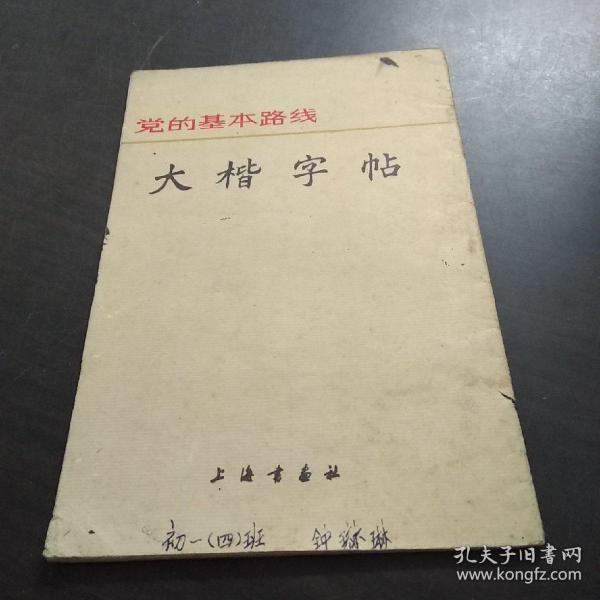 党的基本路线
大楷字帖
上海书画社
初一(四)班 钟 琳
孔夫子旧书网
www.kongfz.com